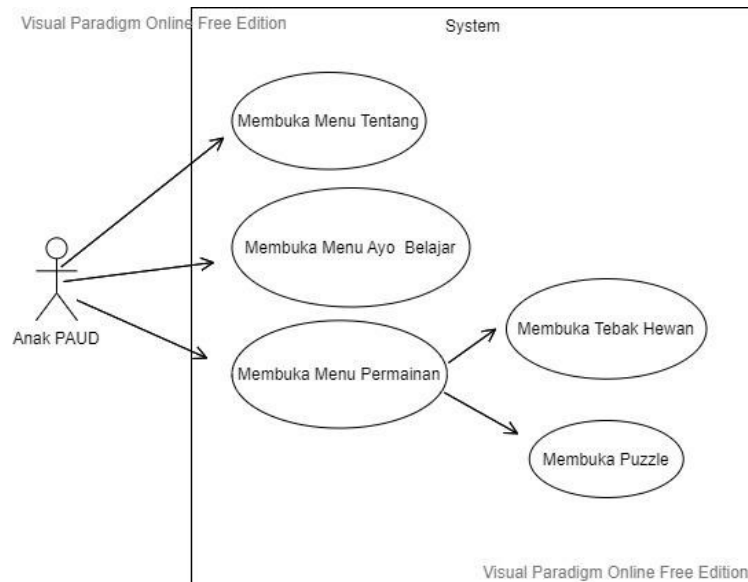 Visual Paradigm Online Free Edition
System
Membuka Menu Tentang
Membuka Menu Ayo Belajar
Anak PAUD
Membuka Tebak Hewan
Membuka Menu Permainan
Membuka Puzzle
Visual Paradigm Online Free Edition